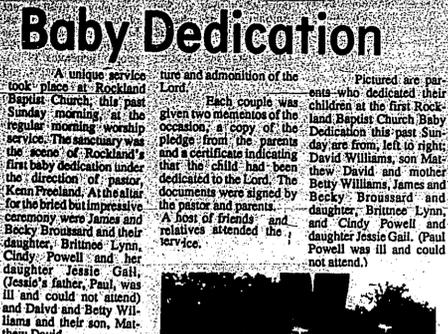 Baby Dedication
A unique service
took place at Rockland
Baptist Church, this past
Sunday morning, at the
regular morning worship
service. The sanctuary was
the scene of Rockland's
first baby dedication under
the direction of pastor,
Kenn Freeland. At the altar
for the bried but impressive
ceremony were James and
Becky Broussard and their
daughter, Brittnee Lynn,
Cindy Powell and her
daughter Jessie Gail,
(Jessie's father, Paul, was
ill and could not attend)
and Daivd and Betty Wil-
liams and their son, Mat-
thew David.
ture and admonition of the
Lord.
Each couple was
given two mementos of the
occasion, a copy of the
pledge from the parents
and a certificate indicating
that the child had been
dedicated to the Lord. The
documents were signed by
the pastor and parents.
A host of friends and
relatives attended the
service.
Pictured are par-
ents who dedicated their
children at the first Rock-
land Baptist Church Baby
Dedication this past Sun-
day are, from left to right;
David Williams, son Mat-
thew David and mother
Betty Williams, James and
Becky Broussard and
daughter, Brittnee Lynn
and Cindy Powell and
daughter Jessie Gail. (Paul
Powell was ill and could
not attend.)